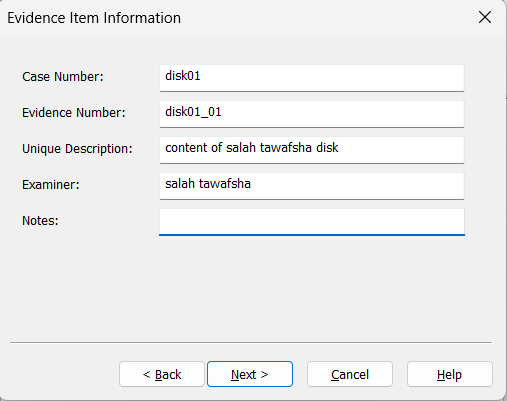 Evidence Item Information
Case Number: disk01
Evidence Number: disk01_01
Unique Description: content of salah tawafsha disk
Examiner: salah tawafsha
Notes:
< Back Next > Cancel Help